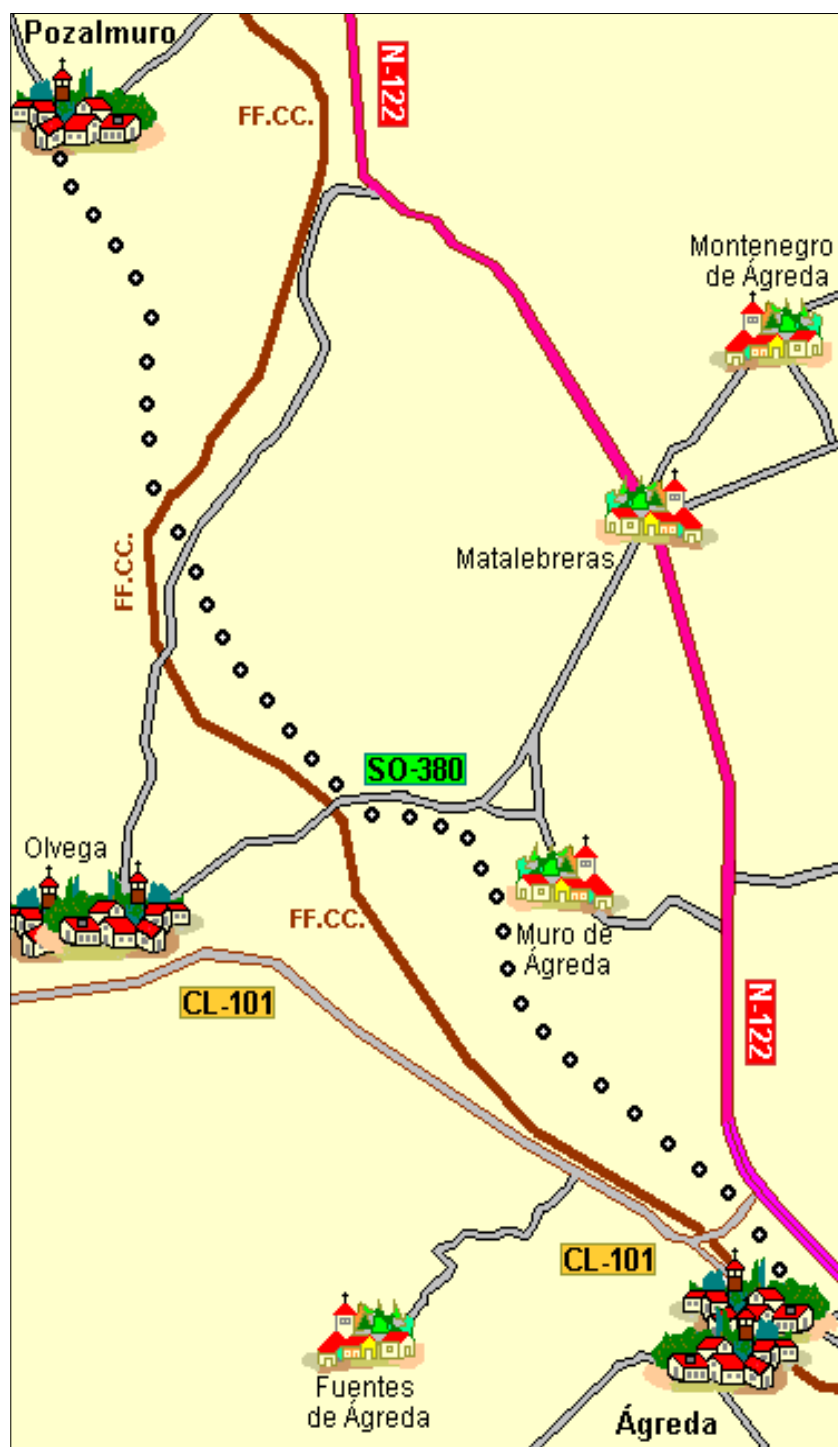 Pozalmuro
FF.CC.
N-122
Montenegro
de Ágreda
Matalebreras
FF.CC.
SO-380
Olvega
FF.CC.
Muro de
Ágreda
CL-101
N-122
CL-101
Fuentes
de Ágreda
Ágreda